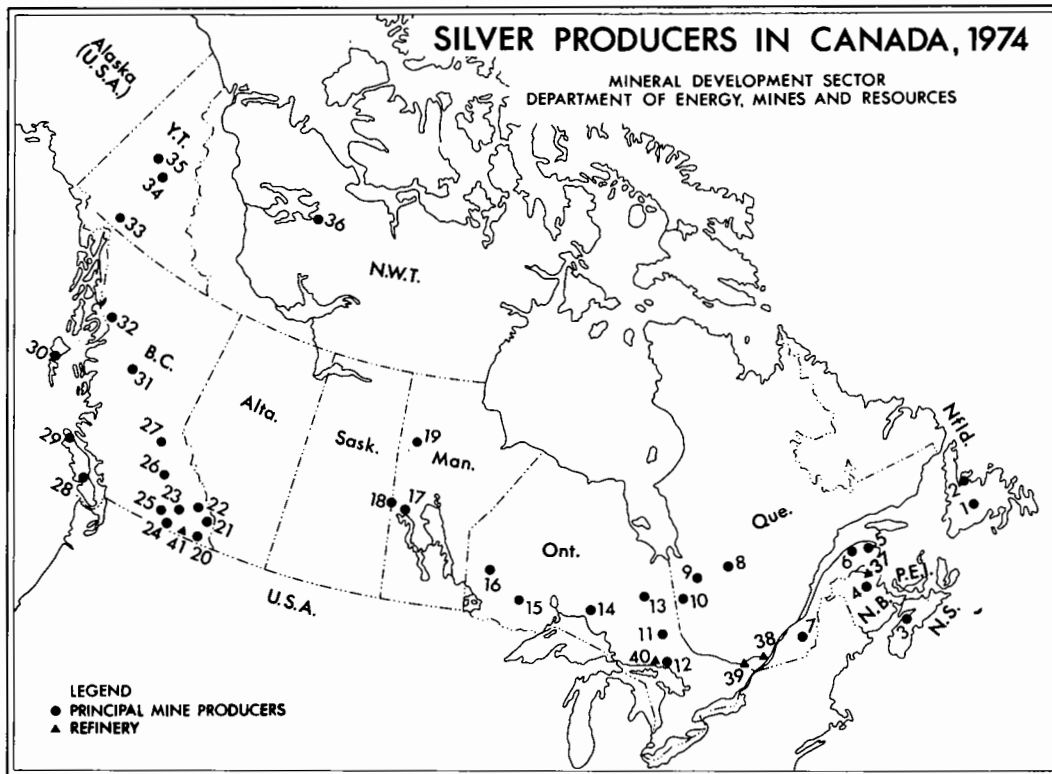 SILVER PRODUCERS IN CANADA, 1974
MINERAL DEVELOPMENT SECTOR
DEPARTMENT OF ENERGY, MINES AND RESOURCES
Alaska
(U.S.A.)
Y.T.
35
34
33
36
N.W.T.
32
30
B.C.
31
Alta.
Sask.
19
Man.
29
27
28
26
25
23
22
24
41
20
21
18
17
U.S.A.
Ont.
16
15
14
13
11
40
12
Que.
9
8
10
38
39
7
Nfld.
2
1
6
5
37
4
P.E.I.
N.B.
3
N.S.
LEGEND
PRINCIPAL MINE PRODUCERS
REFINERY